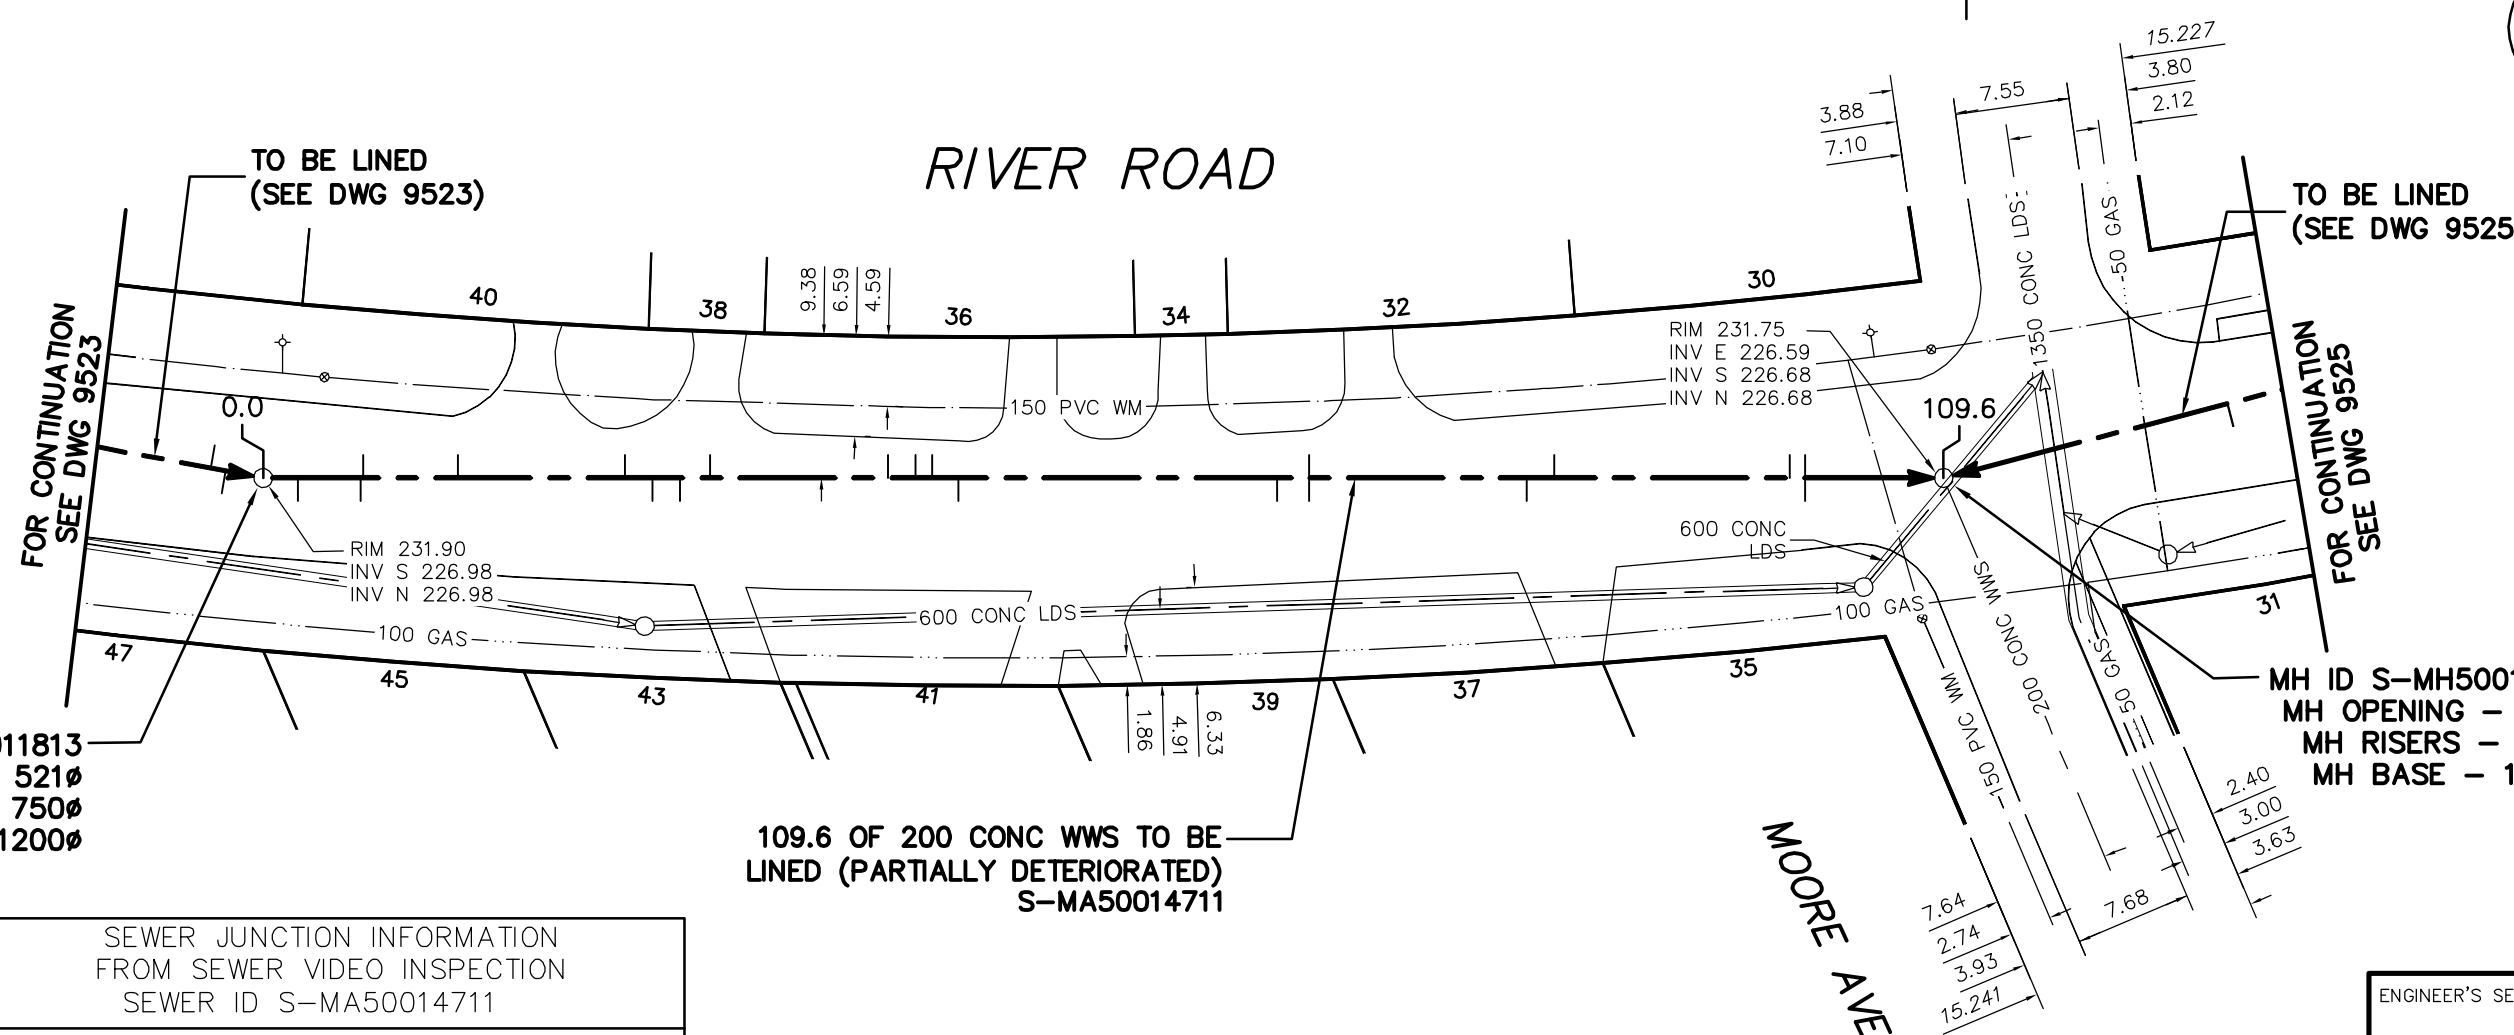 15.227
3.80
2.12
7.55
3.88
7.10
RIVER ROAD
TO BE LINED
(SEE DWG 9523)
TO BE LINED
(SEE DWG 9525
1350 CONC LDS
50 GAS
40
38
9.38
6.59
4.59
36
34
32
30
FOR CONTINUATION
SEE DWG 9523
FOR CONTINUATION
SEE DWG 9525
RIM 231.75
INV E 226.59
INV S 226.68
INV N 226.68
0.0
150 PVC WM
109.6
RIM 231.90
INV S 226.98
INV N 226.98
600 CONC
LDS
600 CONC LDS
100 GAS
100 GAS
200 CONC WWS
150 PVC WM
50 GAS
47
45
43
41
39
37
35
31
1.86
4.91
6.33
MH ID S-MH5001
MH OPENING -
MH RISERS -
MH BASE - 1
011813
521ø
750ø
1200ø
109.6 OF 200 CONC WWS TO BE
LINED (PARTIALLY DETERIORATED)
S-MA50014711
MOORE AVE
2.40
3.00
3.63
7.68
7.64
2.74
3.93
15.241
SEWER JUNCTION INFORMATION
FROM SEWER VIDEO INSPECTION
SEWER ID S-MA50014711
ENGINEER'S SE